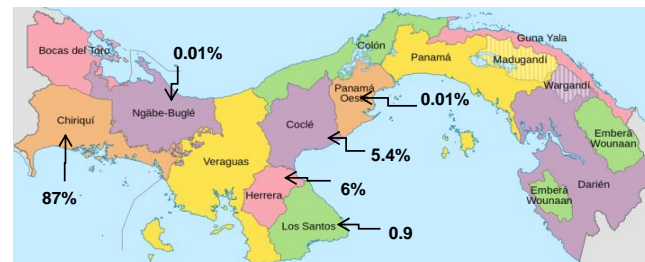 Guna Yala
Bocas del Toro
0.01%
Colón
Panamá
Madugandí
Wargandí
Panamá
Oeste
0.01%
Chiriquí
Ngäbe-Buglé
Coclé
Emberá
Wounaan
Veraguas
5.4%
87%
6%
Herrera
Emberá
Wounaan
Darién
Los Santos
0.9